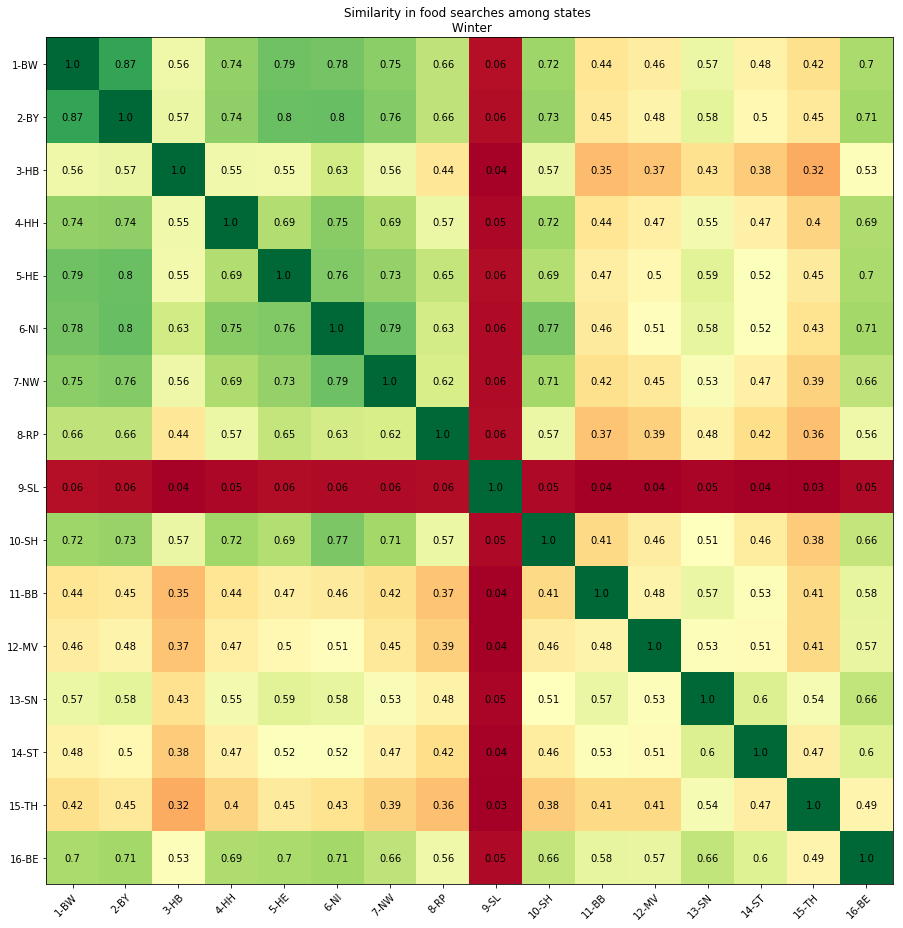 Similarity in food searches among states
Winter
1-BW 1.0 0.87 0.56 0.74 0.79 0.78 0.75 0.66 0.06 0.72 0.44 0.46 0.57 0.48 0.42 0.7
2-BY 0.87 1.0 0.57 0.74 0.8 0.8 0.76 0.66 0.06 0.73 0.45 0.48 0.58 0.5 0.45 0.71
3-HB 0.56 0.57 1.0 0.55 0.55 0.63 0.56 0.44 0.04 0.57 0.35 0.37 0.43 0.38 0.32 0.53
4-HH 0.74 0.74 0.55 1.0 0.69 0.75 0.69 0.57 0.05 0.72 0.44 0.47 0.55 0.47 0.4 0.69
5-HE 0.79 0.8 0.55 0.69 1.0 0.76 0.73 0.65 0.06 0.69 0.47 0.5 0.59 0.52 0.45 0.7
6-NI 0.78 0.8 0.63 0.75 0.76 1.0 0.79 0.63 0.06 0.77 0.46 0.51 0.58 0.52 0.43 0.71
7-NW 0.75 0.76 0.56 0.69 0.73 0.79 1.0 0.62 0.06 0.71 0.42 0.45 0.53 0.47 0.39 0.66
8-RP 0.66 0.66 0.44 0.57 0.65 0.63 0.62 1.0 0.06 0.57 0.37 0.39 0.48 0.42 0.36 0.56
9-SL 0.06 0.06 0.04 0.05 0.06 0.06 0.06 0.06 1.0 0.05 0.04 0.04 0.05 0.04 0.03 0.05
10-SH 0.72 0.73 0.57 0.72 0.69 0.77 0.71 0.57 0.05 1.0 0.41 0.46 0.51 0.46 0.38 0.66
11-BB 0.44 0.45 0.35 0.44 0.47 0.46 0.42 0.37 0.04 0.41 1.0 0.48 0.57 0.53 0.41 0.58
12-MV 0.46 0.48 0.37 0.47 0.5 0.51 0.45 0.39 0.04 0.46 0.48 1.0 0.53 0.51 0.41 0.57
13-SN 0.57 0.58 0.43 0.55 0.59 0.58 0.53 0.48 0.05 0.51 0.57 0.53 1.0 0.6 0.54 0.66
14-ST 0.48 0.5 0.38 0.47 0.52 0.52 0.47 0.42 0.04 0.46 0.53 0.51 0.6 1.0 0.47 0.6
15-TH 0.42 0.45 0.32 0.4 0.45 0.43 0.39 0.36 0.03 0.38 0.41 0.41 0.54 0.47 1.0 0.49
16-BE 0.7 0.71 0.53 0.69 0.7 0.71 0.66 0.56 0.05 0.66 0.58 0.57 0.66 0.6 0.49 1.0
1-BW 2-BY 3-HB 4-HH 5-HE 6-NI 7-NW 8-RP 9-SL 10-SH 11-BB 12-MV 13-SN 14-ST 15-TH 16-BE